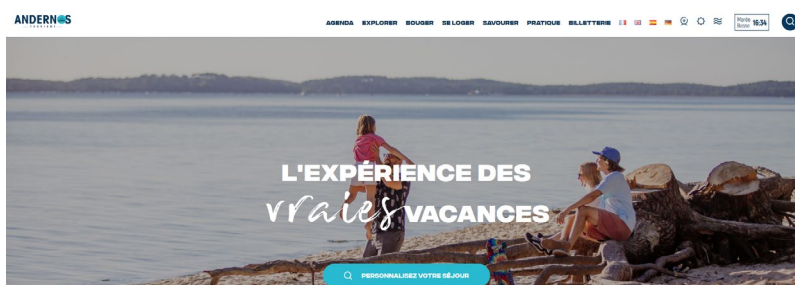 ANDERNOS
TOURISME
AGENDA EXPLORER BOUGER SE LOGER SAVOURER PRATIQUE BILLETTERIE
Marée
Basse 16:34
L'EXPÉRIENCE DES
vraies VACANCES
PERSONNALISEZ VOTRE SÉJOUR